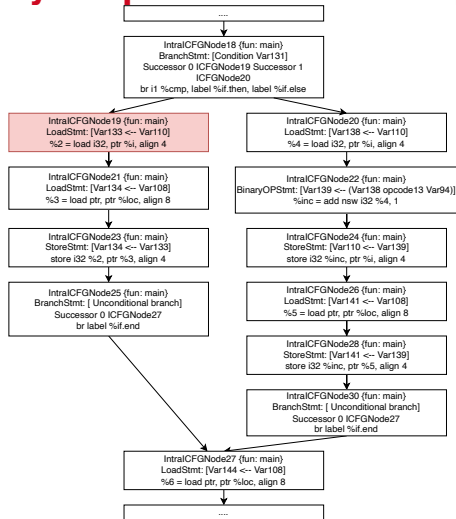 ....
IntraICFGNode18 {fun: main}
BranchStmt: [Condition Var131]
Successor 0 ICFGNode19 Successor 1
ICFGNode20
br i1 %cmp, label %if.then, label %if.else
IntraICFGNode19 {fun: main}
LoadStmt: [Var133 <-- Var110]
%2 = load i32, ptr %i, align 4
IntraICFGNode20 {fun: main}
LoadStmt: [Var138 <-- Var110]
%4 = load i32, ptr %i, align 4
IntraICFGNode21 {fun: main}
LoadStmt: [Var134 <-- Var108]
%3 = load ptr, ptr %loc, align 8
IntraICFGNode22 {fun: main}
BinaryOPStmt: [Var139 <-- (Var138 opcode13 Var94)]
%inc = add nsw i32 %4, 1
IntraICFGNode23 {fun: main}
StoreStmt: [Var134 <-- Var133]
store i32 %2, ptr %3, align 4
IntraICFGNode24 {fun: main}
StoreStmt: [Var110 <-- Var139]
store i32 %inc, ptr %i, align 4
IntraICFGNode25 {fun: main}
BranchStmt: [ Unconditional branch]
Successor 0 ICFGNode27
br label %if.end
IntraICFGNode26 {fun: main}
LoadStmt: [Var141 <-- Var108]
%5 = load ptr, ptr %loc, align 8
IntraICFGNode28 {fun: main}
StoreStmt: [Var141 <-- Var139]
store i32 %inc, ptr %5, align 4
IntraICFGNode30 {fun: main}
BranchStmt: [ Unconditional branch]
Successor 0 ICFGNode27
br label %if.end
IntraICFGNode27 {fun: main}
LoadStmt: [Var144 <-- Var108]
%6 = load ptr, ptr %loc, align 8
....